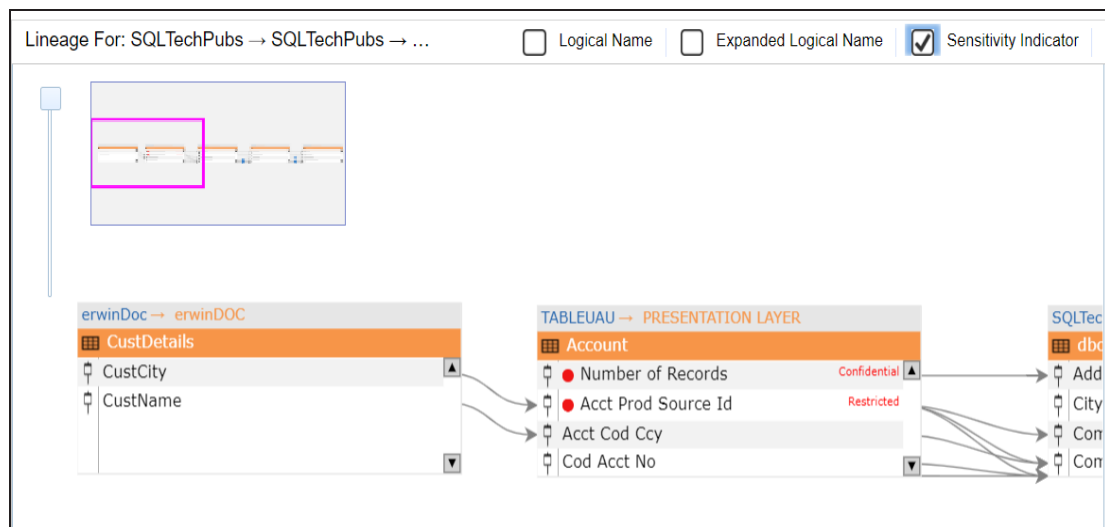 Lineage For: SQLTechPubs → SQLTechPubs → ... Logical Name Expanded Logical Name Sensitivity Indicator
erwinDoc → erwinDOC
CustDetails
CustCity
CustName
TABLEUAU → PRESENTATION LAYER
Account
Number of Records Confidential
Acct Prod Source Id Restricted
Acct Cod Ccy
Cod Acct No
SQLTec
dbo
Add
City
Com
Com